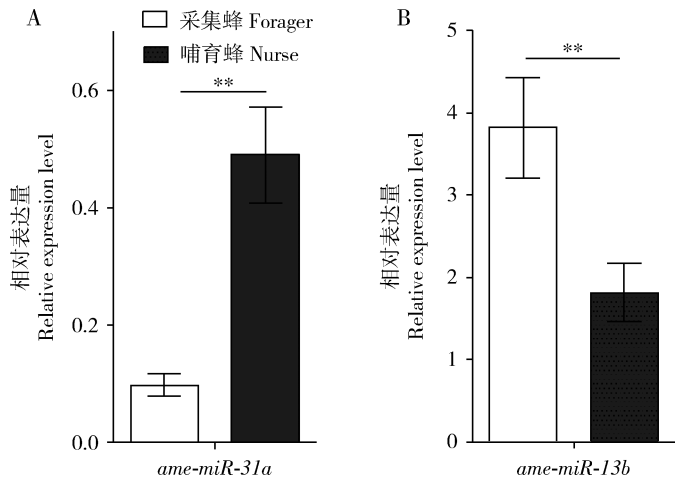 A
采集蜂 Forager
哺育蜂 Nurse
**
相对表达量
Relative expression level
0.6
0.4
0.2
0.0
ame-miR-31a
B
**
相对表达量
Relative expression level
5
4
3
2
1
0
ame-miR-13b